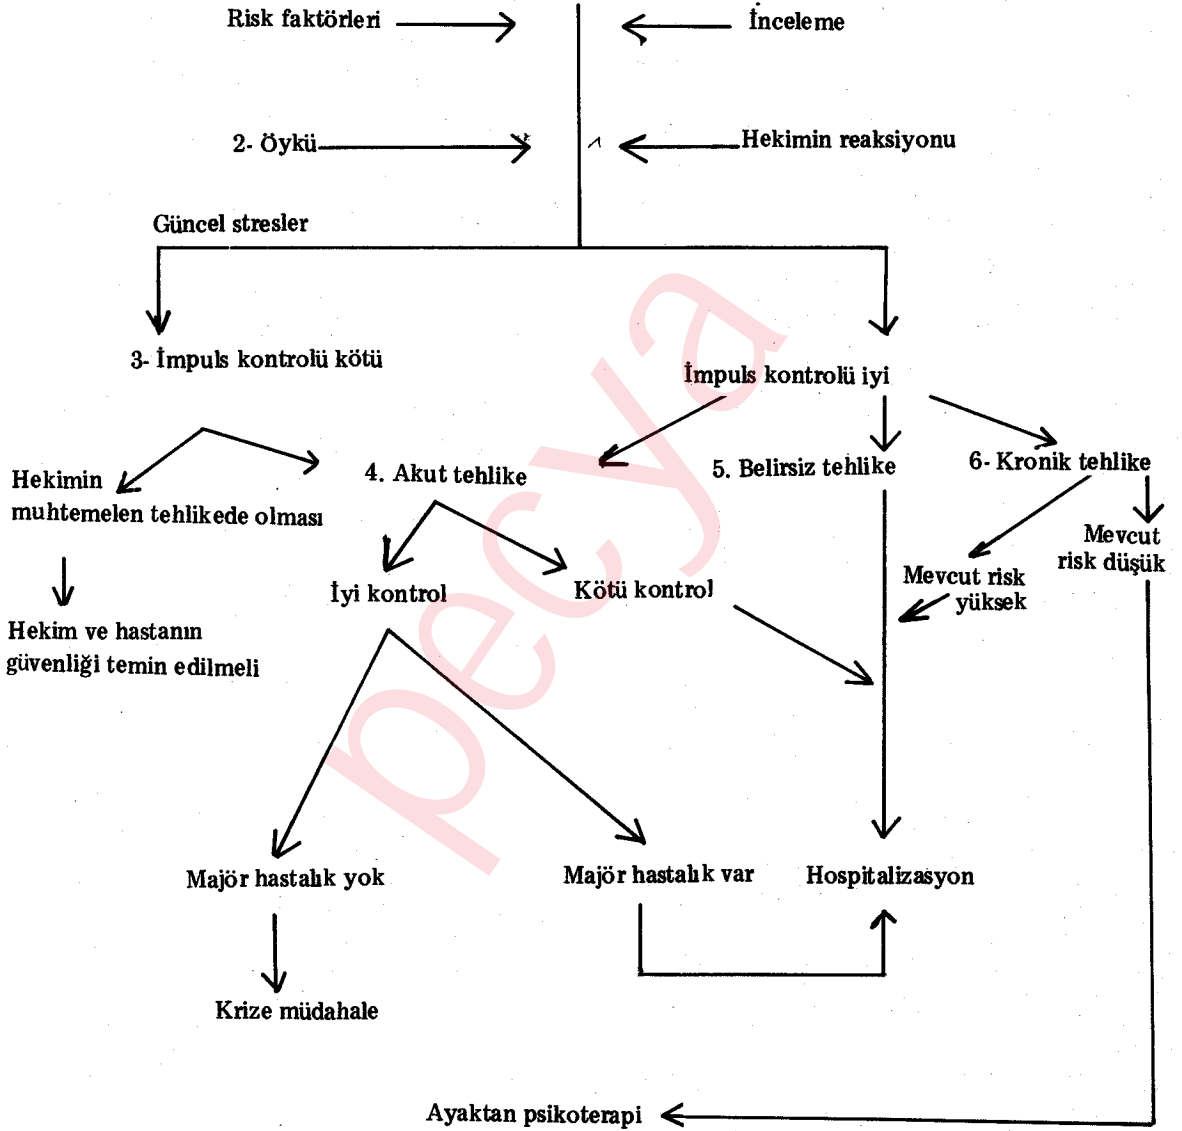 Risk faktörleri
İnceleme
2- Öykü
Hekimin reaksiyonu
Güncel stresler
3- İmpuls kontrolü kötü
İmpuls kontrolü iyi
Hekimin
muhtemelen tehlikede olması
4. Akut tehlike
5. Belirsiz tehlike
6- Kronik tehlike
Mevcut
risk düşük
Mevcut risk
yüksek
İyi kontrol
Kötü kontrol
Hekim ve hastanın
güvenliği temin edilmeli
Majör hastalık yok
Majör hastalık var
Hospitalizasyon
Krize müdahale
Ayaktan psikoterapi
pecya